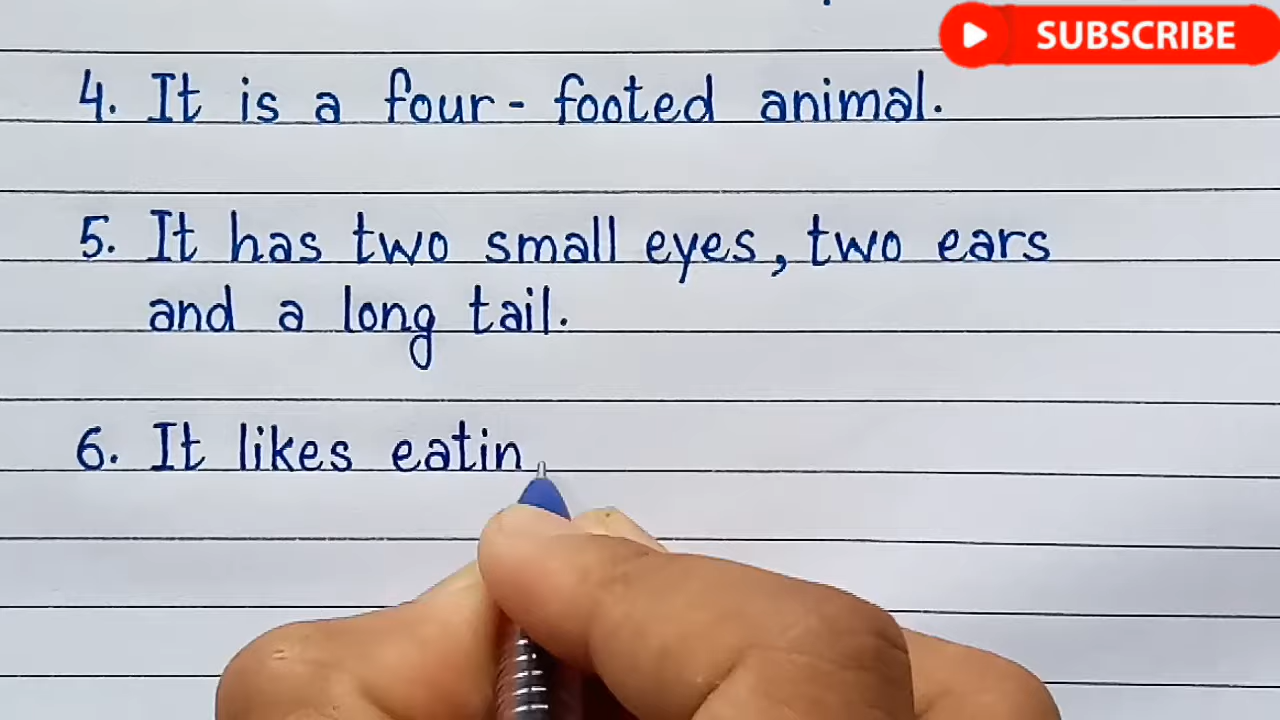 SUBSCRIBE
4. It is a four-footed animal.
5. It has two small eyes, two ears
and a long tail.
6. It likes eatin